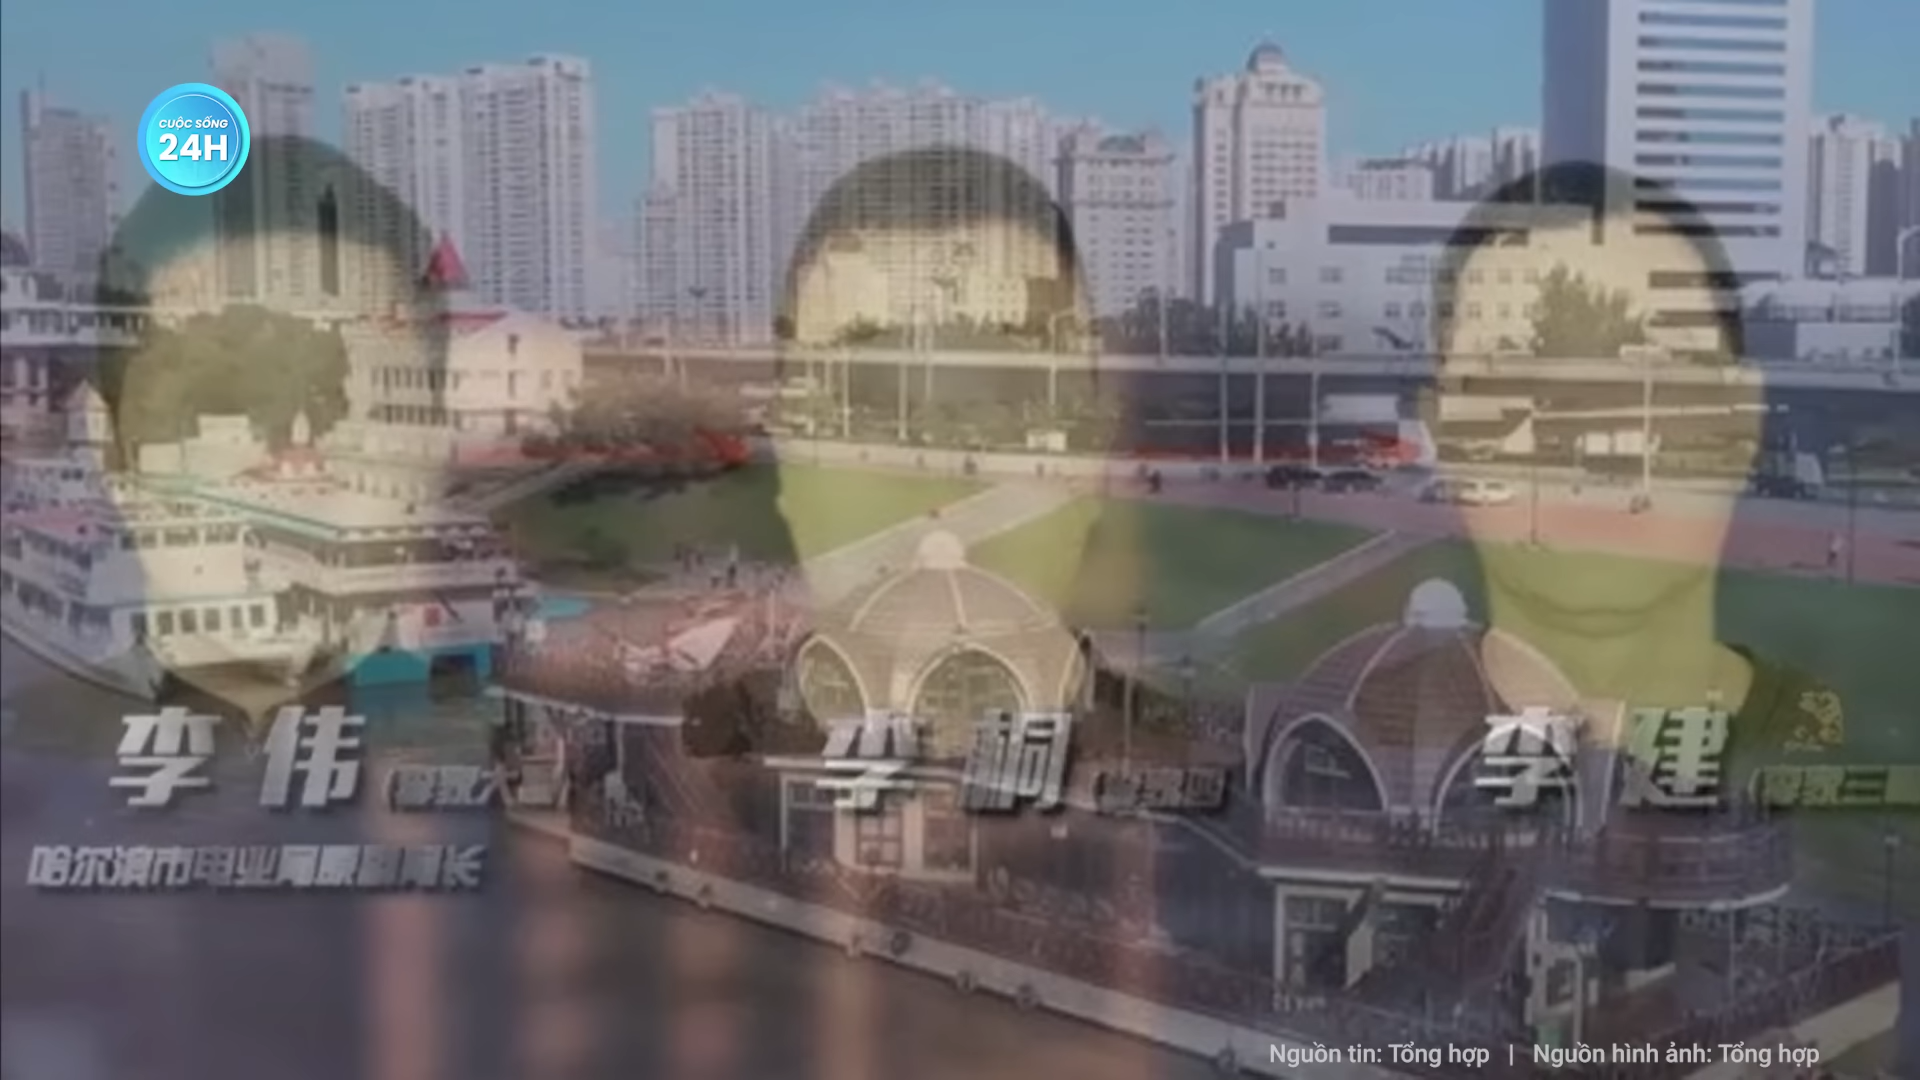 CUỘC SỐNG
24H
李伟
李桐
李建
哈尔滨市电业局原副局长
Nguồn tin: Tổng hợp | Nguồn hình ảnh: Tổng hợp